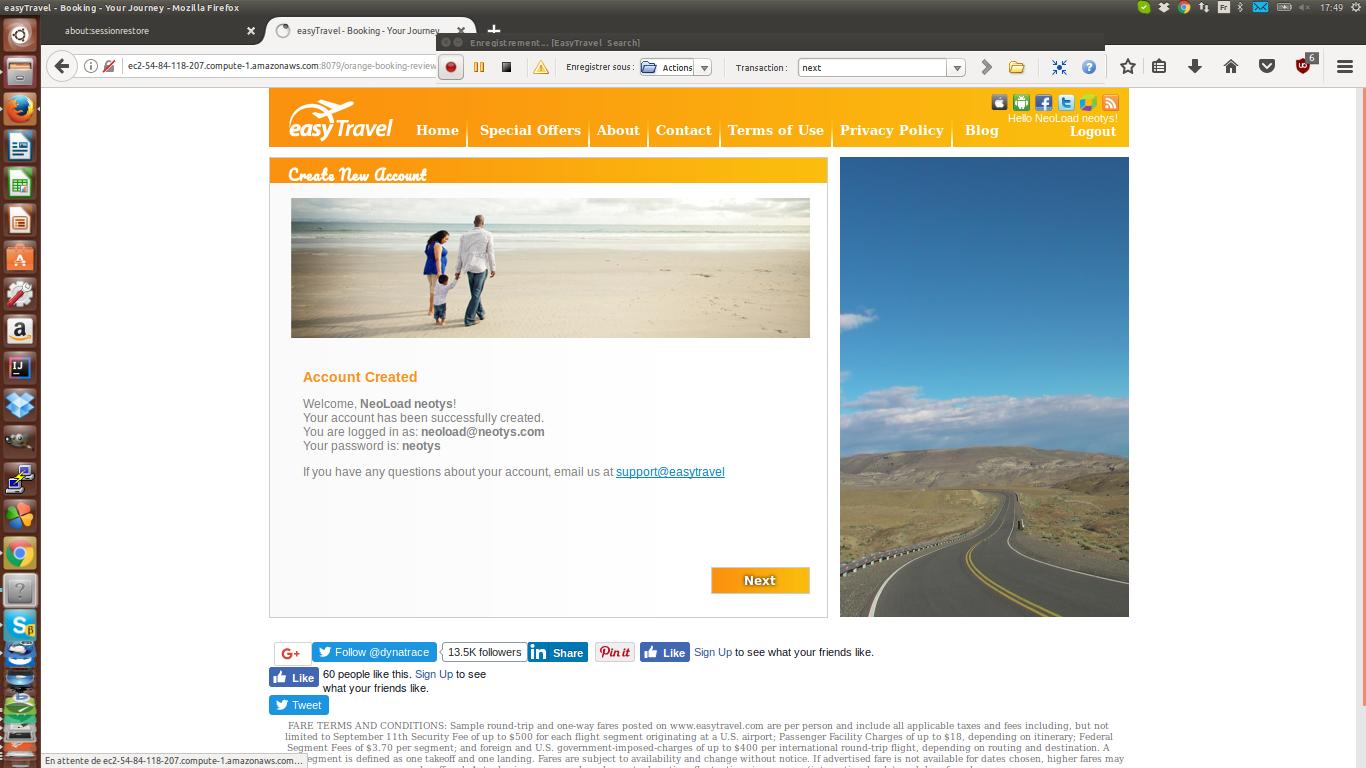 easyTravel - Booking - Your Journey - Mozilla Firefox
Fr
17:49
about:sessionrestore
easyTravel - Booking - Your Journey
Enregistrement... [EasyTravel_Search]
ec2-54-84-118-207.compute-1.amazonaws.com:8079/orange-booking-review
Enregistrer sous :
Actions
Transaction :
next
6
easyTravel
Home
Special Offers
About
Contact
Terms of Use
Privacy Policy
Blog
Hello NeoLoad neotys!
Logout
Create New Account
Account Created
Welcome, NeoLoad neotys!
Your account has been successfully created.
You are logged in as: neoload@neotys.com
Your password is: neotys
If you have any questions about your account, email us at support@easytravel
Next
G+
Follow @dynatrace
13.5K followers
in Share
Pin it
Like
Sign Up to see what your friends like.
Like
60 people like this. Sign Up to see
what your friends like.
Tweet
FARE TERMS AND CONDITIONS: Sample round-trip and one-way fares posted on www.easytravel.com are per person and include all applicable taxes and fees including, but not
limited to September 11th Security Fee of up to $500 for each flight segment originating at a U.S. airport; Passenger Facility Charges of up to $18, depending on itinerary; Federal
Segment Fees of $3.70 per segment; and foreign and U.S. government-imposed-charges of up to $400 per international round-trip flight, depending on routing and destination. A
segment is defined as one takeoff and one landing. Fares are subject to availability and change without notice. If advertised fare is not available for dates chosen, higher fares may
En attente de ec2-54-84-118-207.compute-1.amazonaws.com...